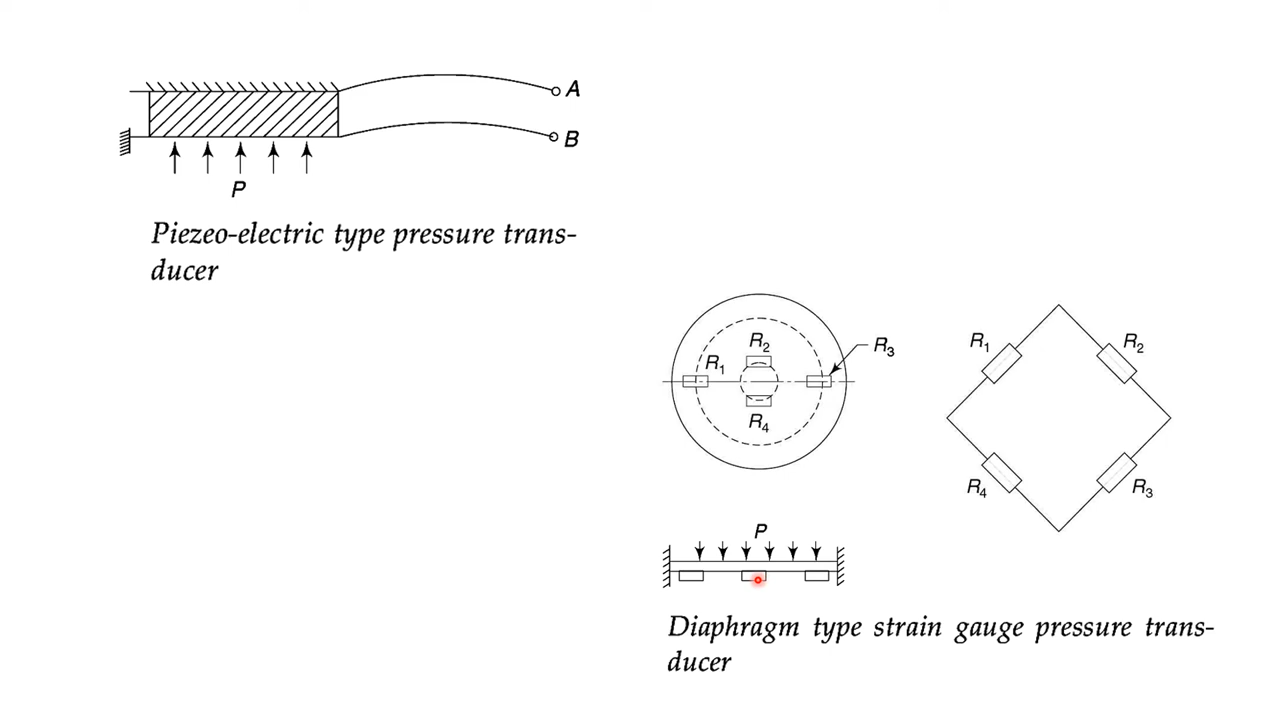 A
B
P
Piezeo-electric type pressure trans-
ducer
R2
R1
R3
R4
R1
R2
R4
R3
P
Diaphragm type strain gauge pressure trans-
ducer